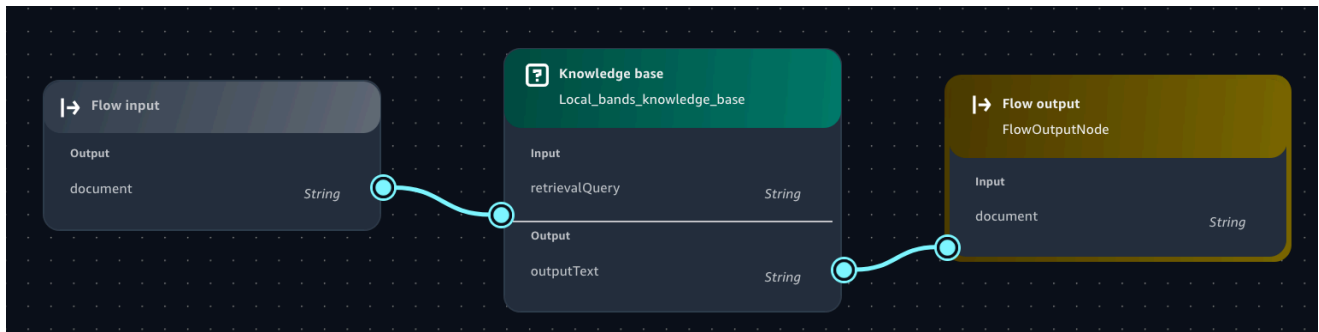 Flow input
Output
document String
Knowledge base
Local_bands_knowledge_base
Input
retrievalQuery String
Output
outputText String
Flow output
FlowOutputNode
Input
document String